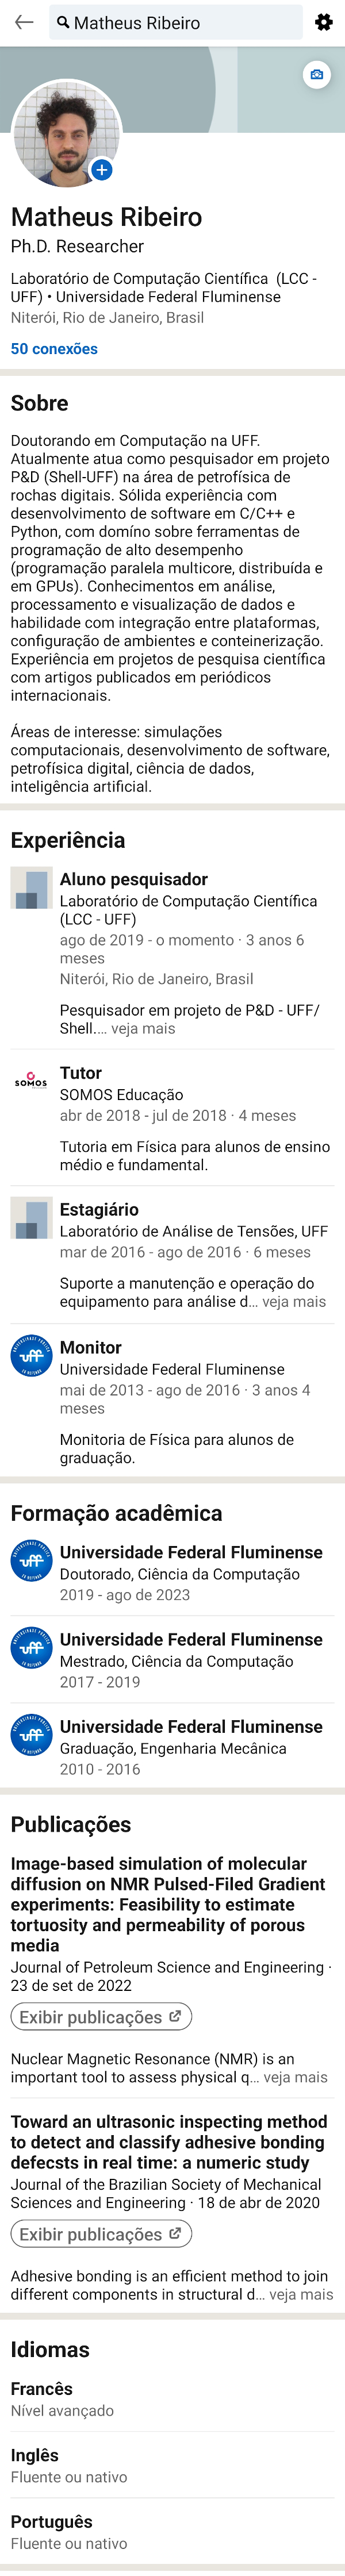 Matheus Ribeiro
Matheus Ribeiro
Ph.D. Researcher
Laboratório de Computação Científica (LCC -
UFF) • Universidade Federal Fluminense
Niterói, Rio de Janeiro, Brasil
50 conexões
Sobre
Doutorando em Computação na UFF.
Atualmente atua como pesquisador em projeto
P&D (Shell-UFF) na área de petrofísica de
rochas digitais. Sólida experiência com
desenvolvimento de software em C/C++ e
Python, com domíno sobre ferramentas de
programação de alto desempenho
(programação paralela multicore, distribuída e
em GPUs). Conhecimentos em análise,
processamento e visualização de dados e
habilidade com integração entre plataformas,
configuração de ambientes e conteinerização.
Experiência em projetos de pesquisa científica
com artigos publicados em periódicos
internacionais.
Áreas de interesse: simulações
computacionais, desenvolvimento de software,
petrofísica digital, ciência de dados,
inteligência artificial.
Experiência
Aluno pesquisador
Laboratório de Computação Científica
(LCC - UFF)
ago de 2019 - o momento · 3 anos 6
meses
Niterói, Rio de Janeiro, Brasil
Pesquisador em projeto de P&D - UFF/
Shell.... veja mais
SOMOS
Tutor
SOMOS Educação
abr de 2018 - jul de 2018 · 4 meses
Tutoria em Física para alunos de ensino
médio e fundamental.
Estagiário
Laboratório de Análise de Tensões, UFF
mar de 2016 - ago de 2016 · 6 meses
Suporte a manutenção e operação do
equipamento para análise d... veja mais
uff
Monitor
Universidade Federal Fluminense
mai de 2013 - ago de 2016 · 3 anos 4
meses
Monitoria de Física para alunos de
graduação.
Formação acadêmica
uff
Universidade Federal Fluminense
Doutorado, Ciência da Computação
2019 - ago de 2023
uff
Universidade Federal Fluminense
Mestrado, Ciência da Computação
2017 - 2019
uff
Universidade Federal Fluminense
Graduação, Engenharia Mecânica
2010 - 2016
Publicações
Image-based simulation of molecular
diffusion on NMR Pulsed-Filed Gradient
experiments: Feasibility to estimate
tortuosity and permeability of porous
media
Journal of Petroleum Science and Engineering ·
23 de set de 2022
Exibir publicações
Nuclear Magnetic Resonance (NMR) is an
important tool to assess physical q... veja mais
Toward an ultrasonic inspecting method
to detect and classify adhesive bonding
defecsts in real time: a numeric study
Journal of the Brazilian Society of Mechanical
Sciences and Engineering · 18 de abr de 2020
Exibir publicações
Adhesive bonding is an efficient method to join
different components in structural d... veja mais
Idiomas
Francês
Nível avançado
Inglês
Fluente ou nativo
Português
Fluente ou nativo